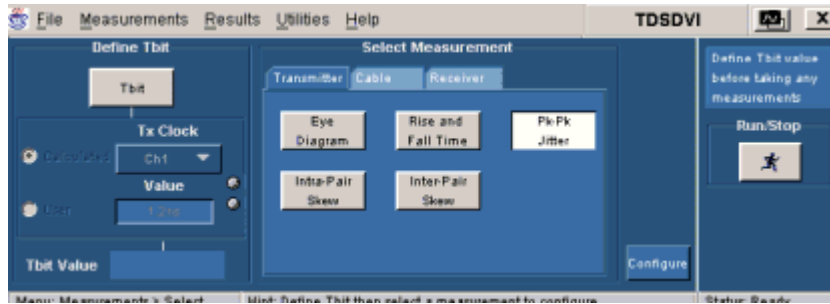 File Measurements Results Utilities Help TDSDVI
Define Tbit
Tbit
Tx Clock
Calculated Ch1
Value
User 1.2ns
Tbit Value
Select Measurement
Transmitter Cable Receiver
Eye Diagram
Rise and Fall Time
Pk-Pk Jitter
Intra-Pair Skew
Inter-Pair Skew
Configure
Define Tbit value
before taking any
measurements
Run/Stop
Menu: Measurements > Select
Hint: Define Tbit then select a measurement to configure
Status: Ready